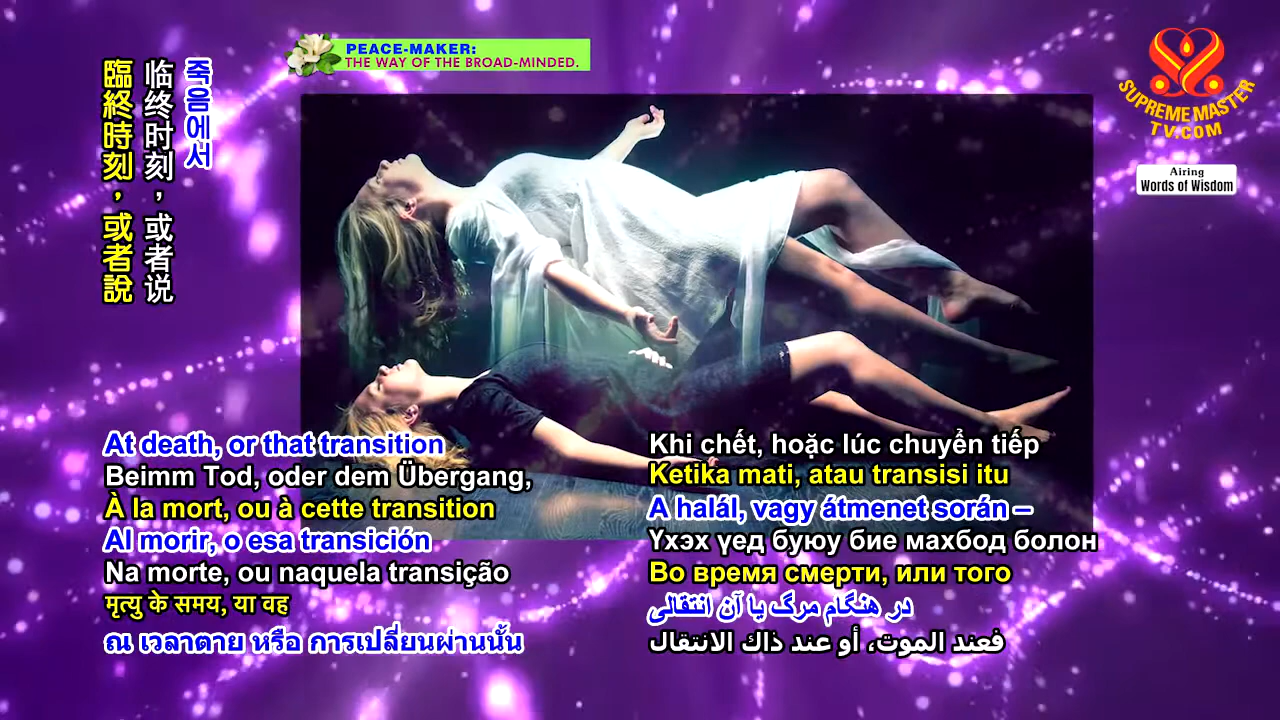 PEACE-MAKER:
THE WAY OF THE BROAD-MINDED.
SUPREME MASTER
TV.COM
Airing
Words of Wisdom
죽음에서
临终时刻，或者说
臨終時刻，或者說
At death, or that transition
Beimm Tod, oder dem Übergang,
À la mort, ou à cette transition
Al morir, o esa transición
Na morte, ou naquela transição
मृत्यु के समय, या वह
ณ เวลาตาย หรือ การเปลี่ยนผ่านนั้น
Khi chết, hoặc lúc chuyển tiếp
Ketika mati, atau transisi itu
A halál, vagy átmenet során –
Үхэх үед буюу бие махбод болон
Во время смерти, или того
در هنگام مرگ یا آن انتقالی
فعند الموت، أو عند ذاك الانتقال